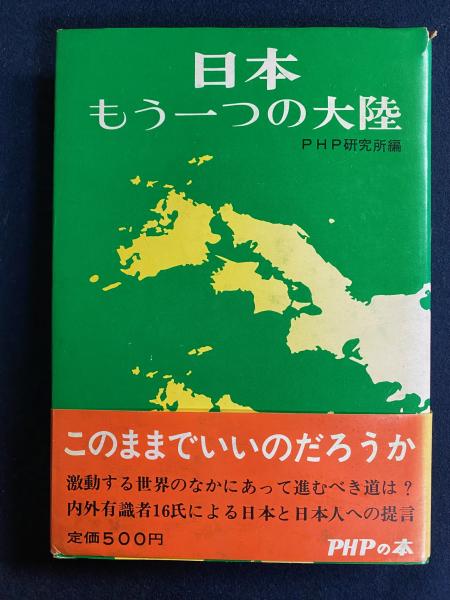 日本
もう一つの大陸
PHP研究所編
このままでいいのだろうか
激動する世界のなかにあって進むべき道は？
内外有識者16氏による日本と日本人への提言
定価500円
PHPの本